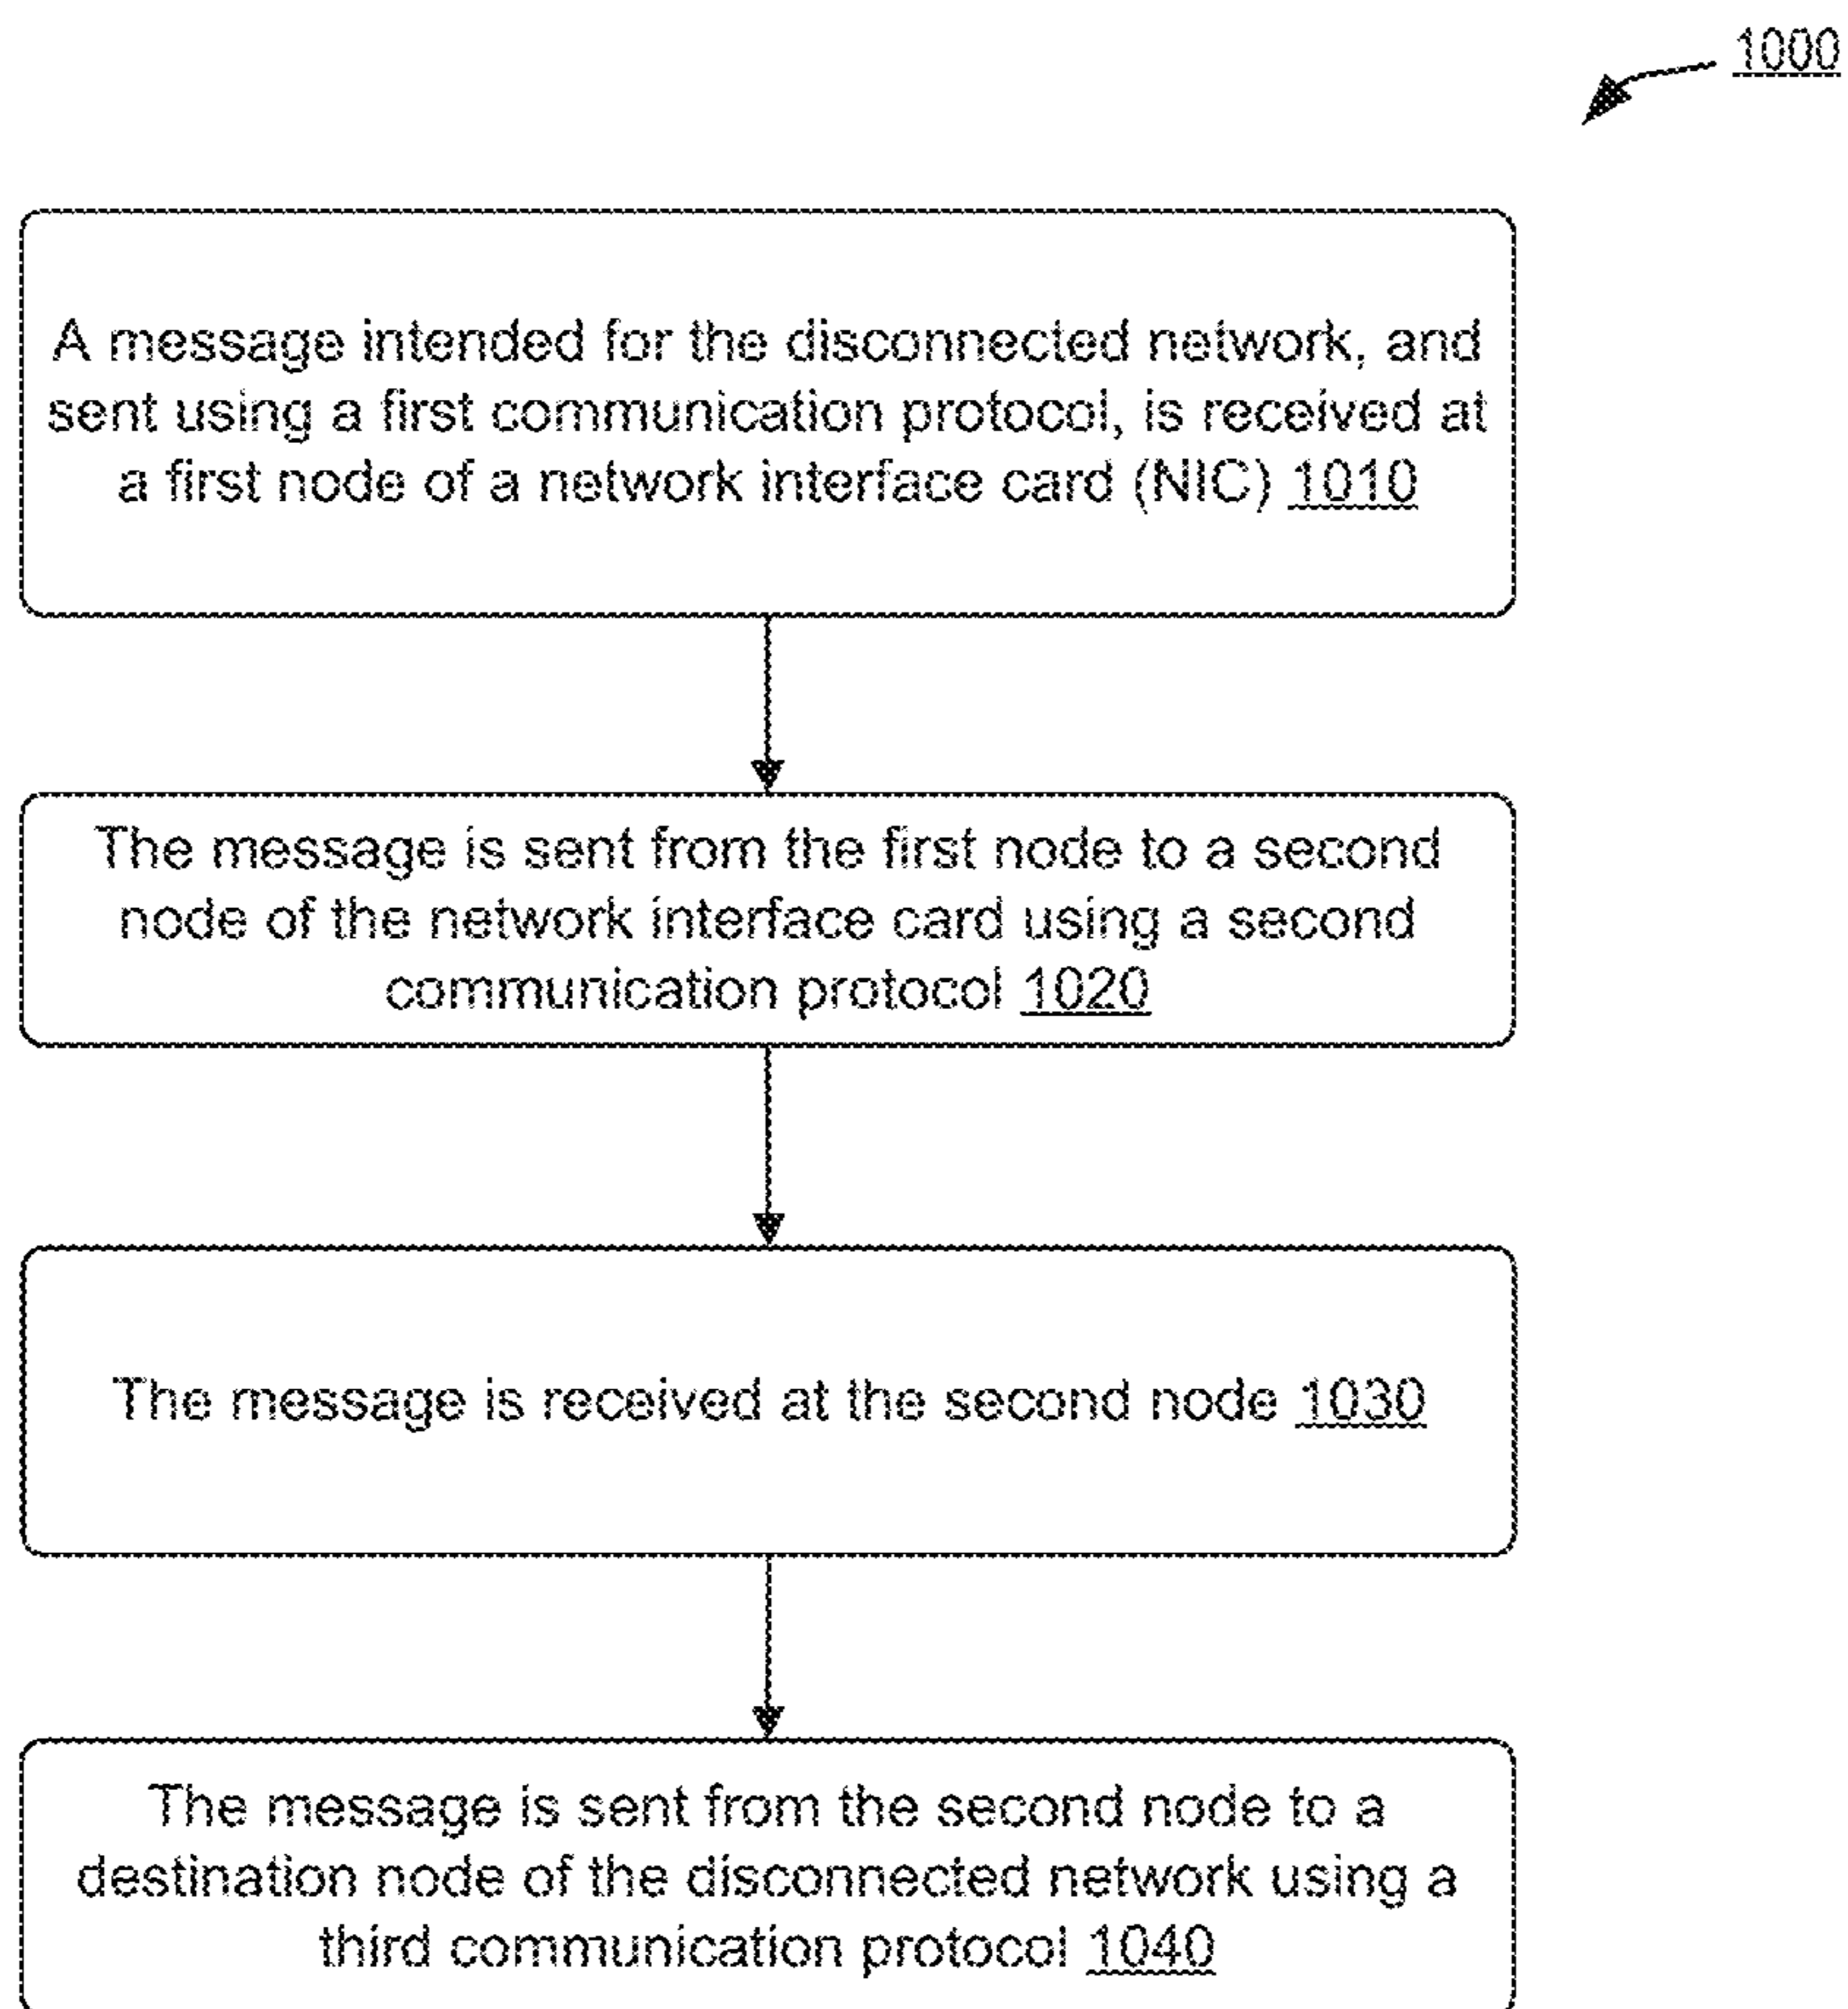 1000
A message intended for the disconnected network, and
sent using a first communication protocol, is received at
a first node of a network interface card (NIC) 1010
The message is sent from the first node to a second
node of the network interface card using a second
communication protocol 1020
The message is received at the second node 1030
The message is sent from the second node to a
destination node of the disconnected network using a
third communication protocol 1040